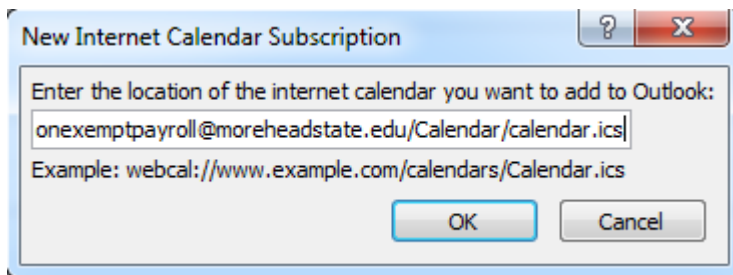 New Internet Calendar Subscription
Enter the location of the internet calendar you want to add to Outlook:
onexemptpayroll@moreheadstate.edu/Calendar/calendar.ics
Example: webcal://www.example.com/calendars/Calendar.ics
OK Cancel